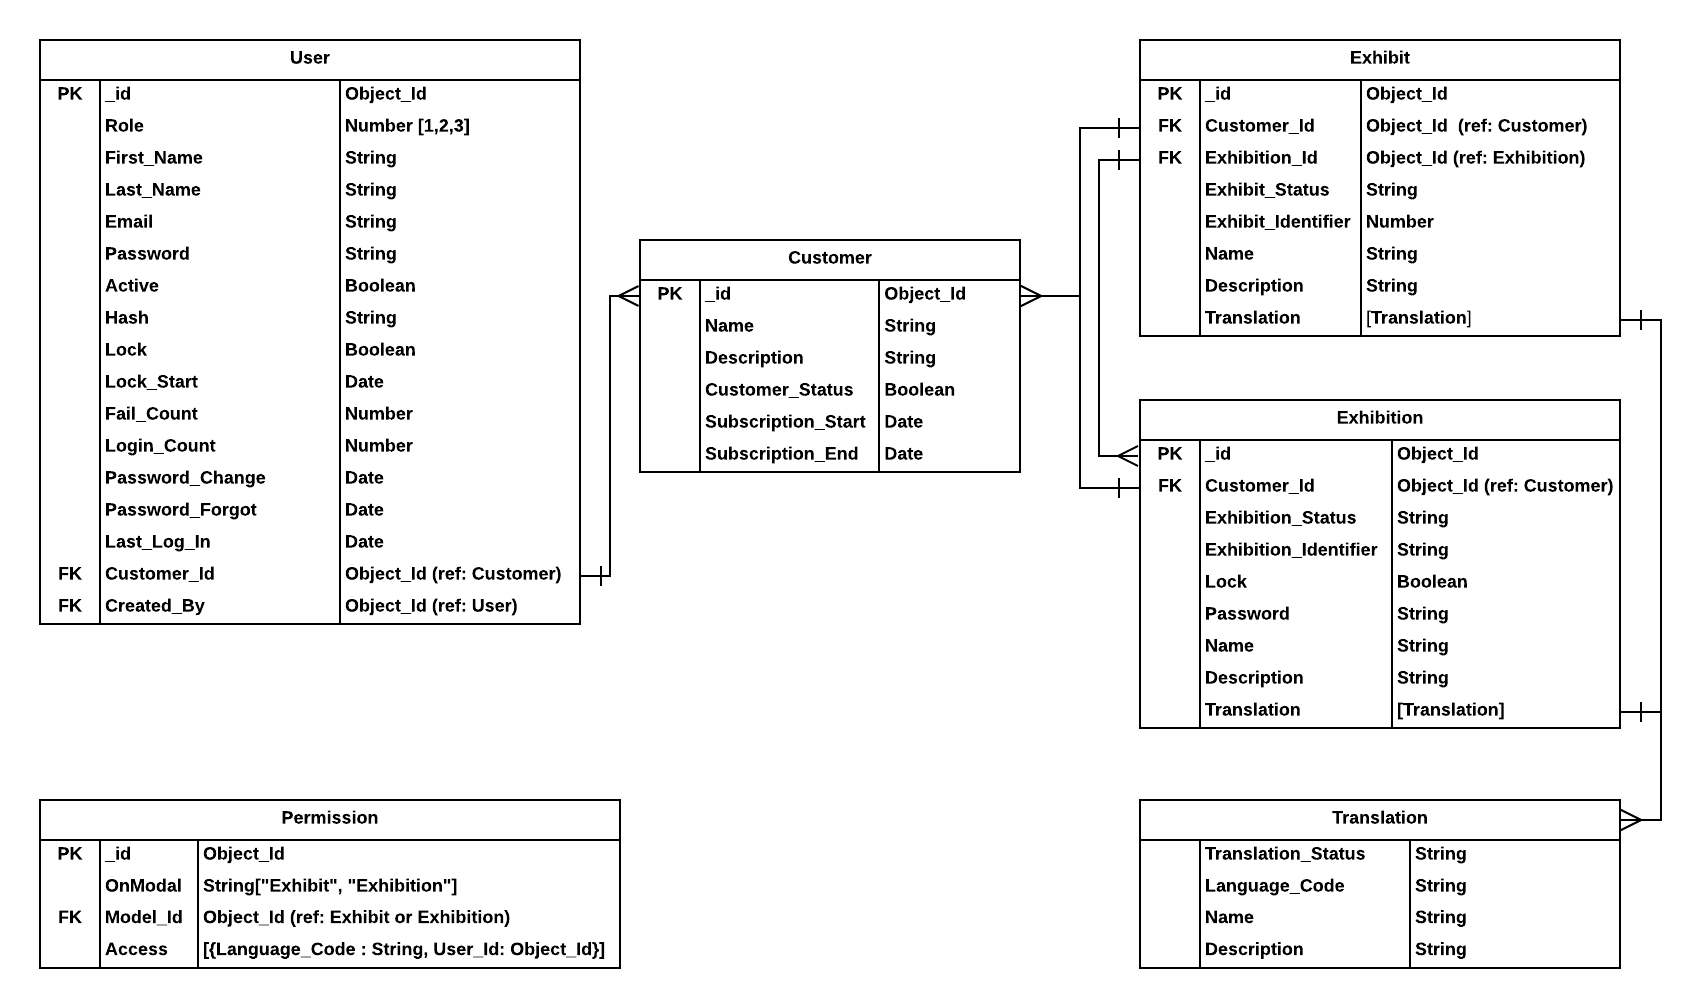 User
PK _id Object_Id
Role Number [1,2,3]
First_Name String
Last_Name String
Email String
Password String
Active Boolean
Hash String
Lock Boolean
Lock_Start Date
Fail_Count Number
Login_Count Number
Password_Change Date
Password_Forgot Date
Last_Log_In Date
FK Customer_Id Object_Id (ref: Customer)
FK Created_By Object_Id (ref: User)
Customer
PK _id Object_Id
Name String
Description String
Customer_Status Boolean
Subscription_Start Date
Subscription_End Date
Exhibit
PK _id Object_Id
FK Customer_Id Object_Id (ref: Customer)
FK Exhibition_Id Object_Id (ref: Exhibition)
Exhibit_Status String
Exhibit_Identifier Number
Name String
Description String
Translation [Translation]
Exhibition
PK _id Object_Id
FK Customer_Id Object_Id (ref: Customer)
Exhibition_Status String
Exhibition_Identifier String
Lock Boolean
Password String
Name String
Description String
Translation [Translation]
Permission
PK _id Object_Id
OnModal String["Exhibit", "Exhibition"]
FK Model_Id Object_Id (ref: Exhibit or Exhibition)
Access [{Language_Code : String, User_Id: Object_Id}]
Translation
Translation_Status String
Language_Code String
Name String
Description String